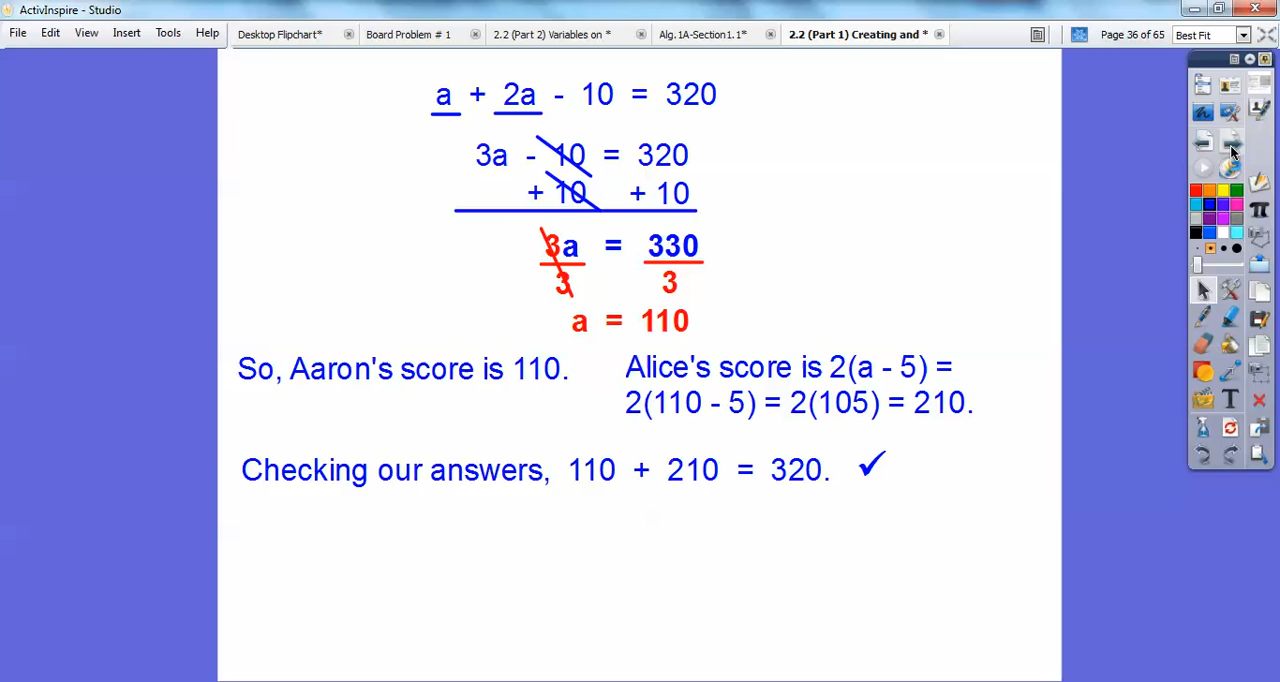 ActivInspire - Studio
File Edit View Insert Tools Help Desktop Flipchart* Board Problem # 1 2.2 (Part 2) Variables on * Alg. 1A-Section1.1* 2.2 (Part 1) Creating and * Page 36 of 65 Best Fit
a + 2a - 10 = 320
3a - 10 = 320
+ 10 + 10
3a = 330
3 3
a = 110
So, Aaron's score is 110.
Alice's score is 2(a - 5) =
2(110 - 5) = 2(105) = 210.
Checking our answers, 110 + 210 = 320. ✓